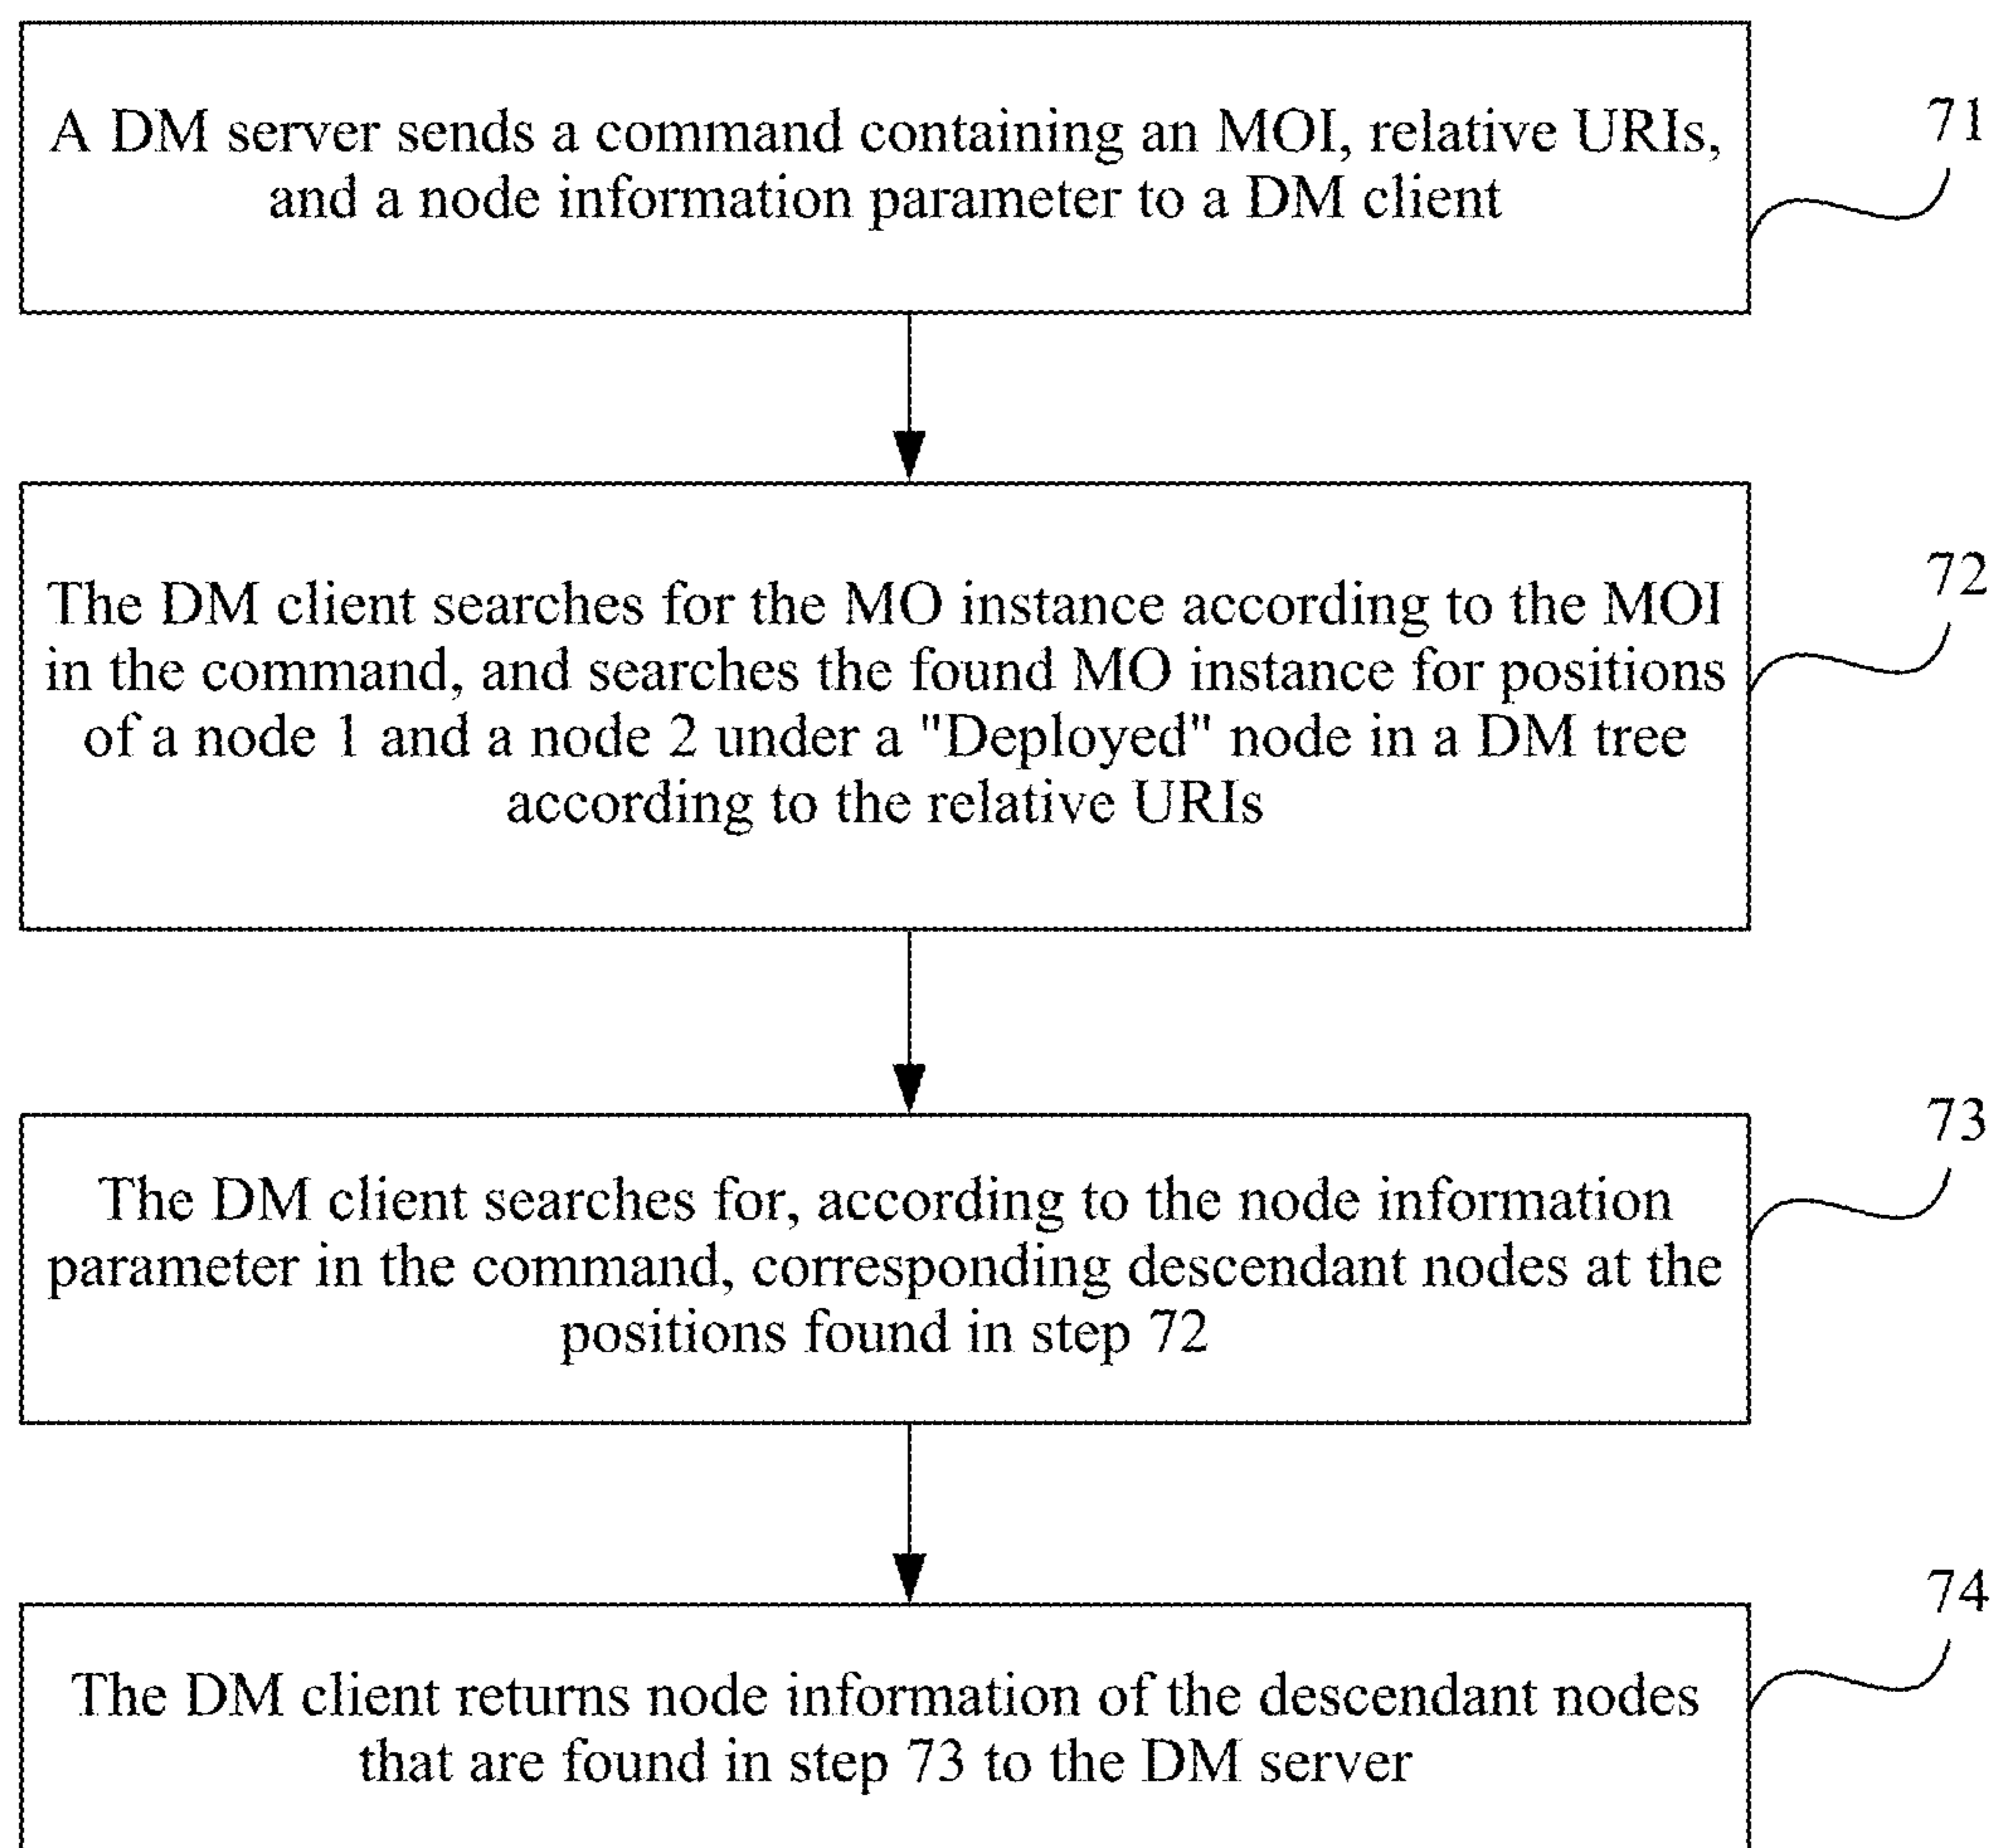 A DM server sends a command containing an MOI, relative URIs,
and a node information parameter to a DM client
71
The DM client searches for the MO instance according to the MOI
in the command, and searches the found MO instance for positions
of a node 1 and a node 2 under a "Deployed" node in a DM tree
according to the relative URIs
72
The DM client searches for, according to the node information
parameter in the command, corresponding descendant nodes at the
positions found in step 72
73
The DM client returns node information of the descendant nodes
that are found in step 73 to the DM server
74